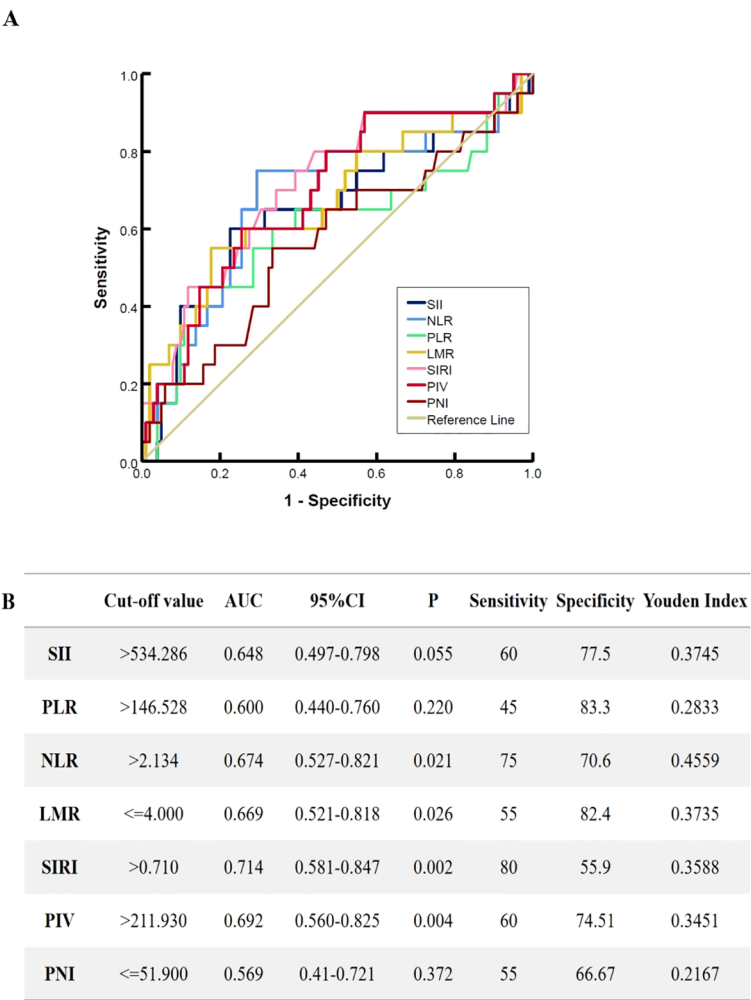 A
1.0
0.8
0.6
0.4
0.2
0.0
Sensitivity
0.0 0.2 0.4 0.6 0.8 1.0
1 - Specificity
SII
NLR
PLR
LMR
SIRI
PIV
PNI
Reference Line
B
Cut-off value AUC 95%CI P Sensitivity Specificity Youden Index
SII >534.286 0.648 0.497-0.798 0.055 60 77.5 0.3745
PLR >146.528 0.600 0.440-0.760 0.220 45 83.3 0.2833
NLR >2.134 0.674 0.527-0.821 0.021 75 70.6 0.4559
LMR <=4.000 0.669 0.521-0.818 0.026 55 82.4 0.3735
SIRI >0.710 0.714 0.581-0.847 0.002 80 55.9 0.3588
PIV >211.930 0.692 0.560-0.825 0.004 60 74.51 0.3451
PNI <=51.900 0.569 0.41-0.721 0.372 55 66.67 0.2167